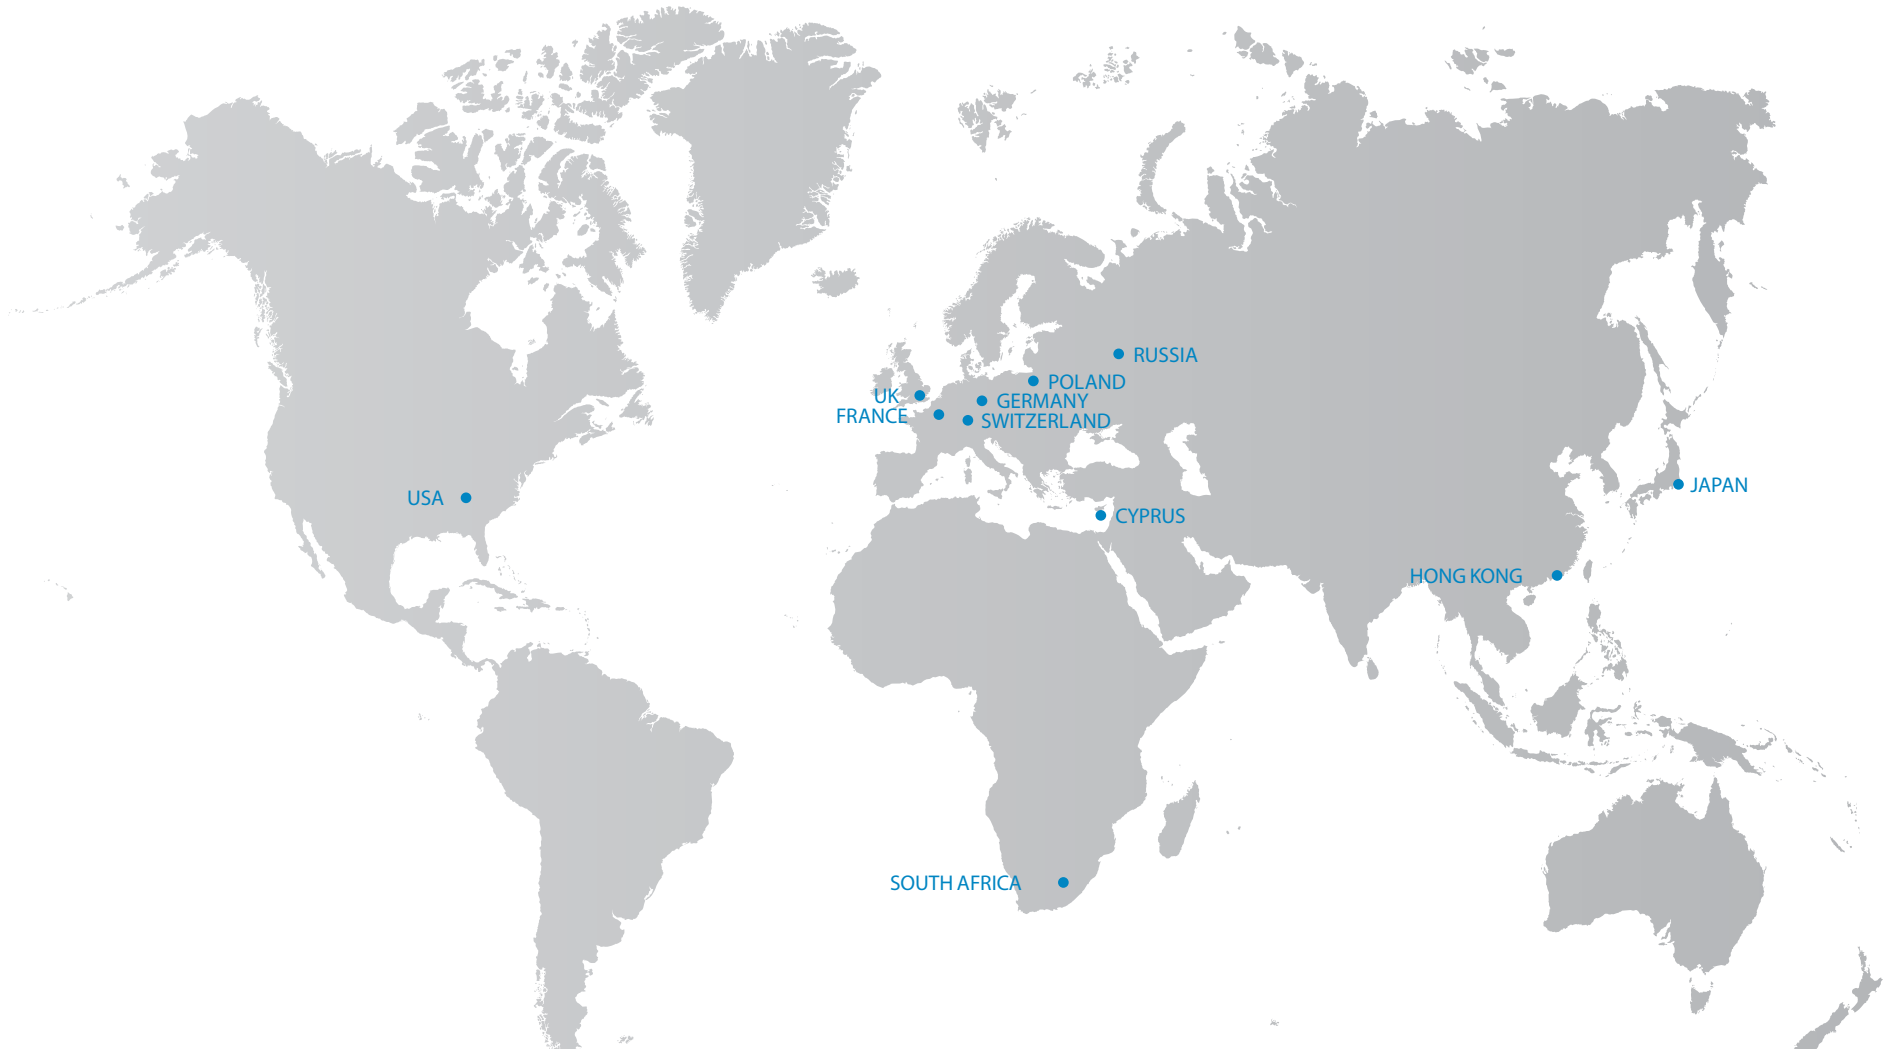 RUSSIA
POLAND
UK
GERMANY
FRANCE
SWITZERLAND
USA
JAPAN
CYPRUS
HONG KONG
SOUTH AFRICA